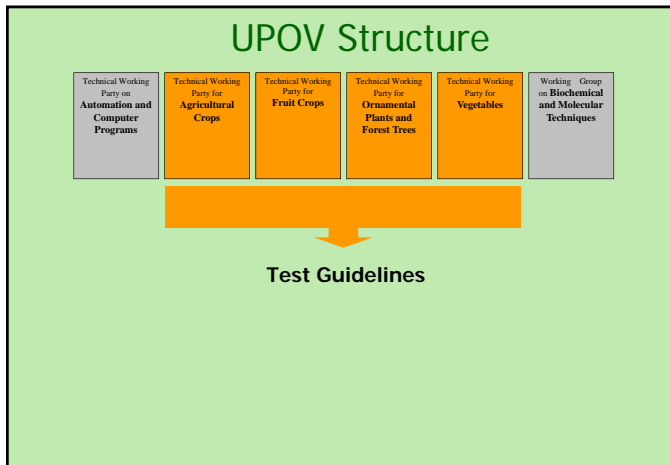 UPOV Structure
Technical Working
Party on
Automation and
Computer
Programs
Technical Working
Party for
Agricultural
Crops
Technical Working
Party for
Fruit Crops
Technical Working
Party for
Ornamental
Plants and
Forest Trees
Technical Working
Party for
Vegetables
Working Group
on Biochemical
and Molecular
Techniques
Test Guidelines